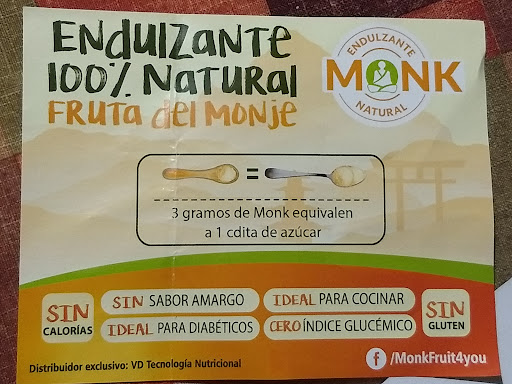 ENDULZANTE
100% NATURAL
FRUTA del MONJE
ENDULZANTE
MONK
NATURAL
=
3 gramos de Monk equivalen
a 1 cdita de azúcar
SIN
CALORÍAS
SIN SABOR AMARGO
IDEAL PARA COCINAR
IDEAL PARA DIABÉTICOS
CERO ÍNDICE GLUCÉMICO
SIN
GLUTEN
Distribuidor exclusivo: VD Tecnología Nutricional
f /MonkFruit4you